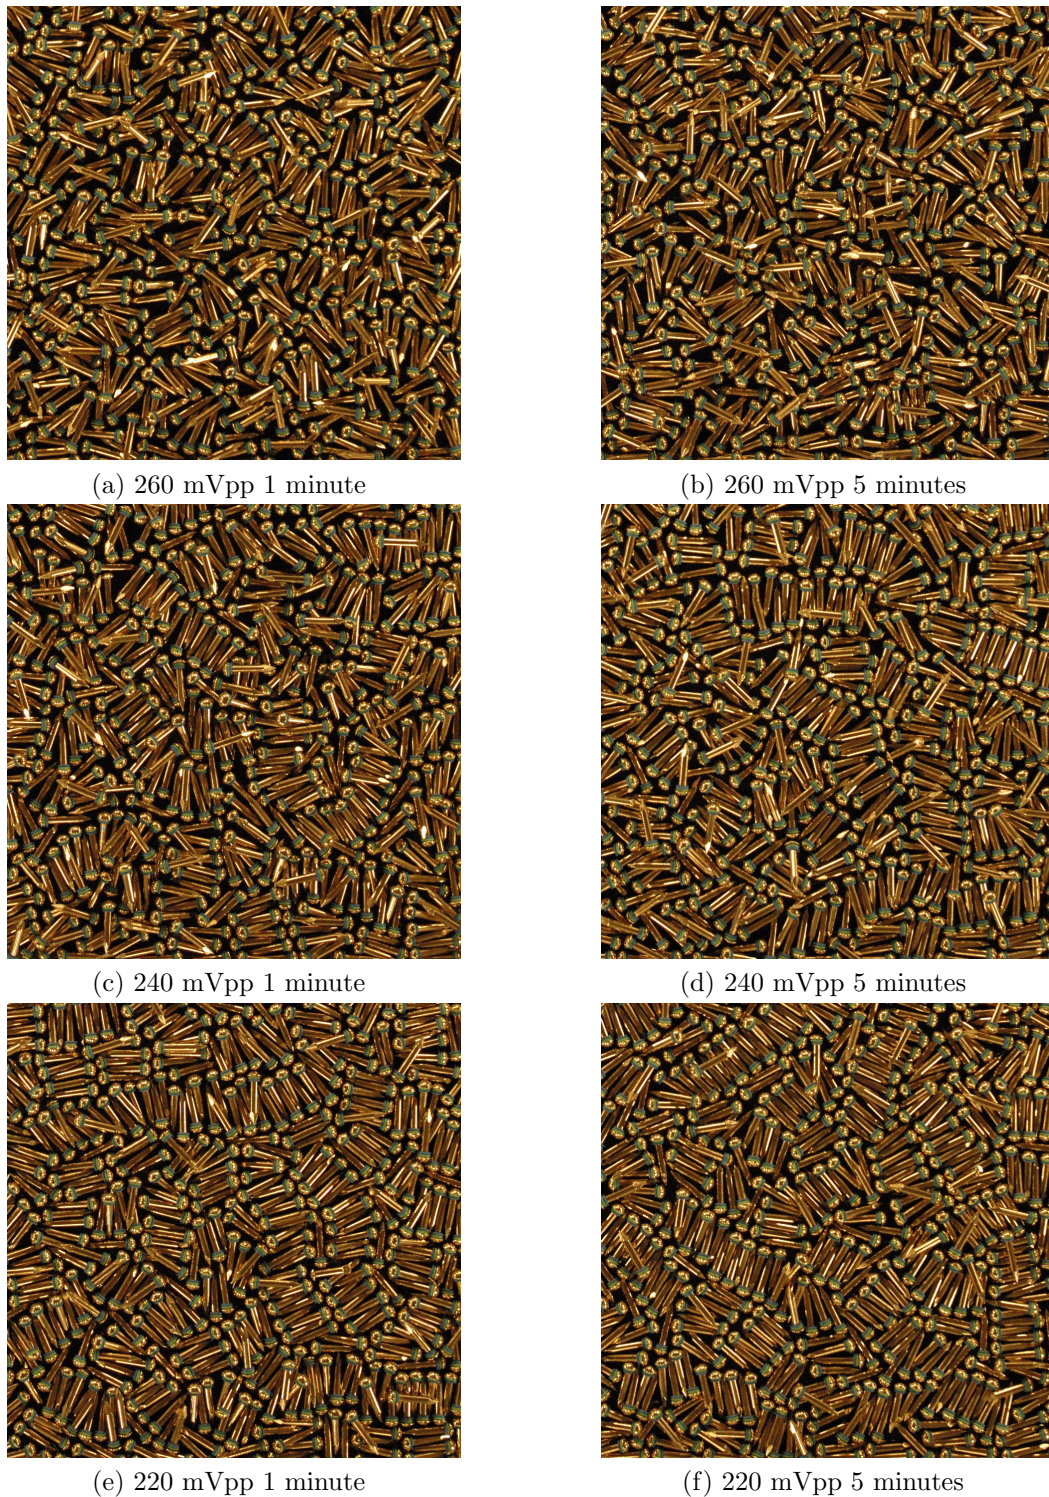 (a) 260 mVpp 1 minute
(b) 260 mVpp 5 minutes
(c) 240 mVpp 1 minute
(d) 240 mVpp 5 minutes
(e) 220 mVpp 1 minute
(f) 220 mVpp 5 minutes